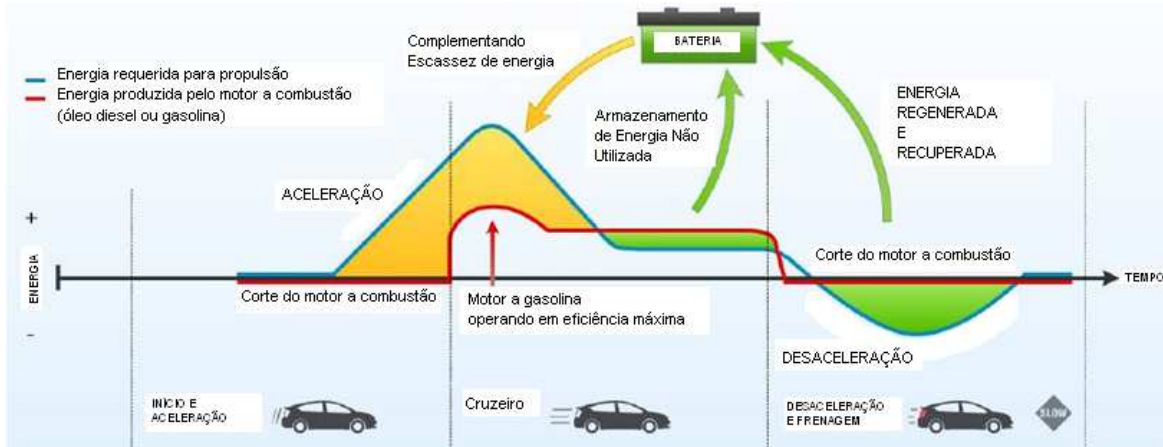 Complementando
Escassez de energia
BATERIA
Energia requerida para propulsão
Energia produzida pelo motor a combustão
(óleo diesel ou gasolina)
Armazenamento
de Energia Não
Utilizada
ENERGIA
REGENERADA
E
RECUPERADA
ACELERAÇÃO
+
ENERGIA
-
Corte do motor a combustão
Motor a gasolina
operando em eficiência máxima
Corte do motor a combustão
TEMPO
DESACELERAÇÃO
INÍCIO E
ACELERAÇÃO
Cruzeiro
DESACELERAÇÃO
E FRENAGEM
SLOW